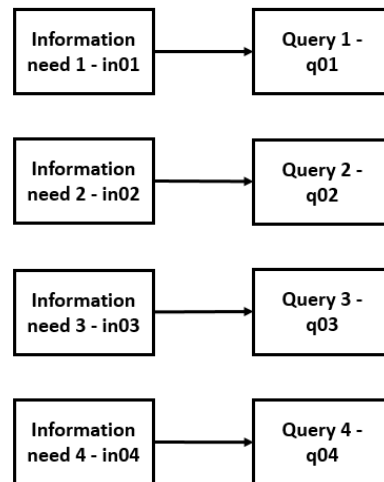 Information
need 1 - in01
Query 1 -
q01
Information
need 2 - in02
Query 2 -
q02
Information
need 3 - in03
Query 3 -
q03
Information
need 4 - in04
Query 4 -
q04